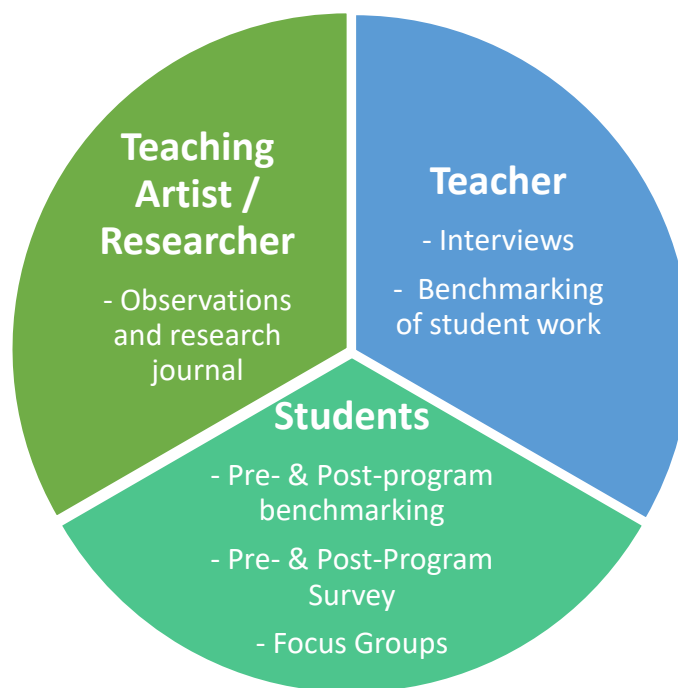 Teaching
Artist /
Researcher
- Observations
and research
journal
Teacher
- Interviews
- Benchmarking
of student work
Students
- Pre- & Post-program
benchmarking
- Pre- & Post-Program
Survey
- Focus Groups